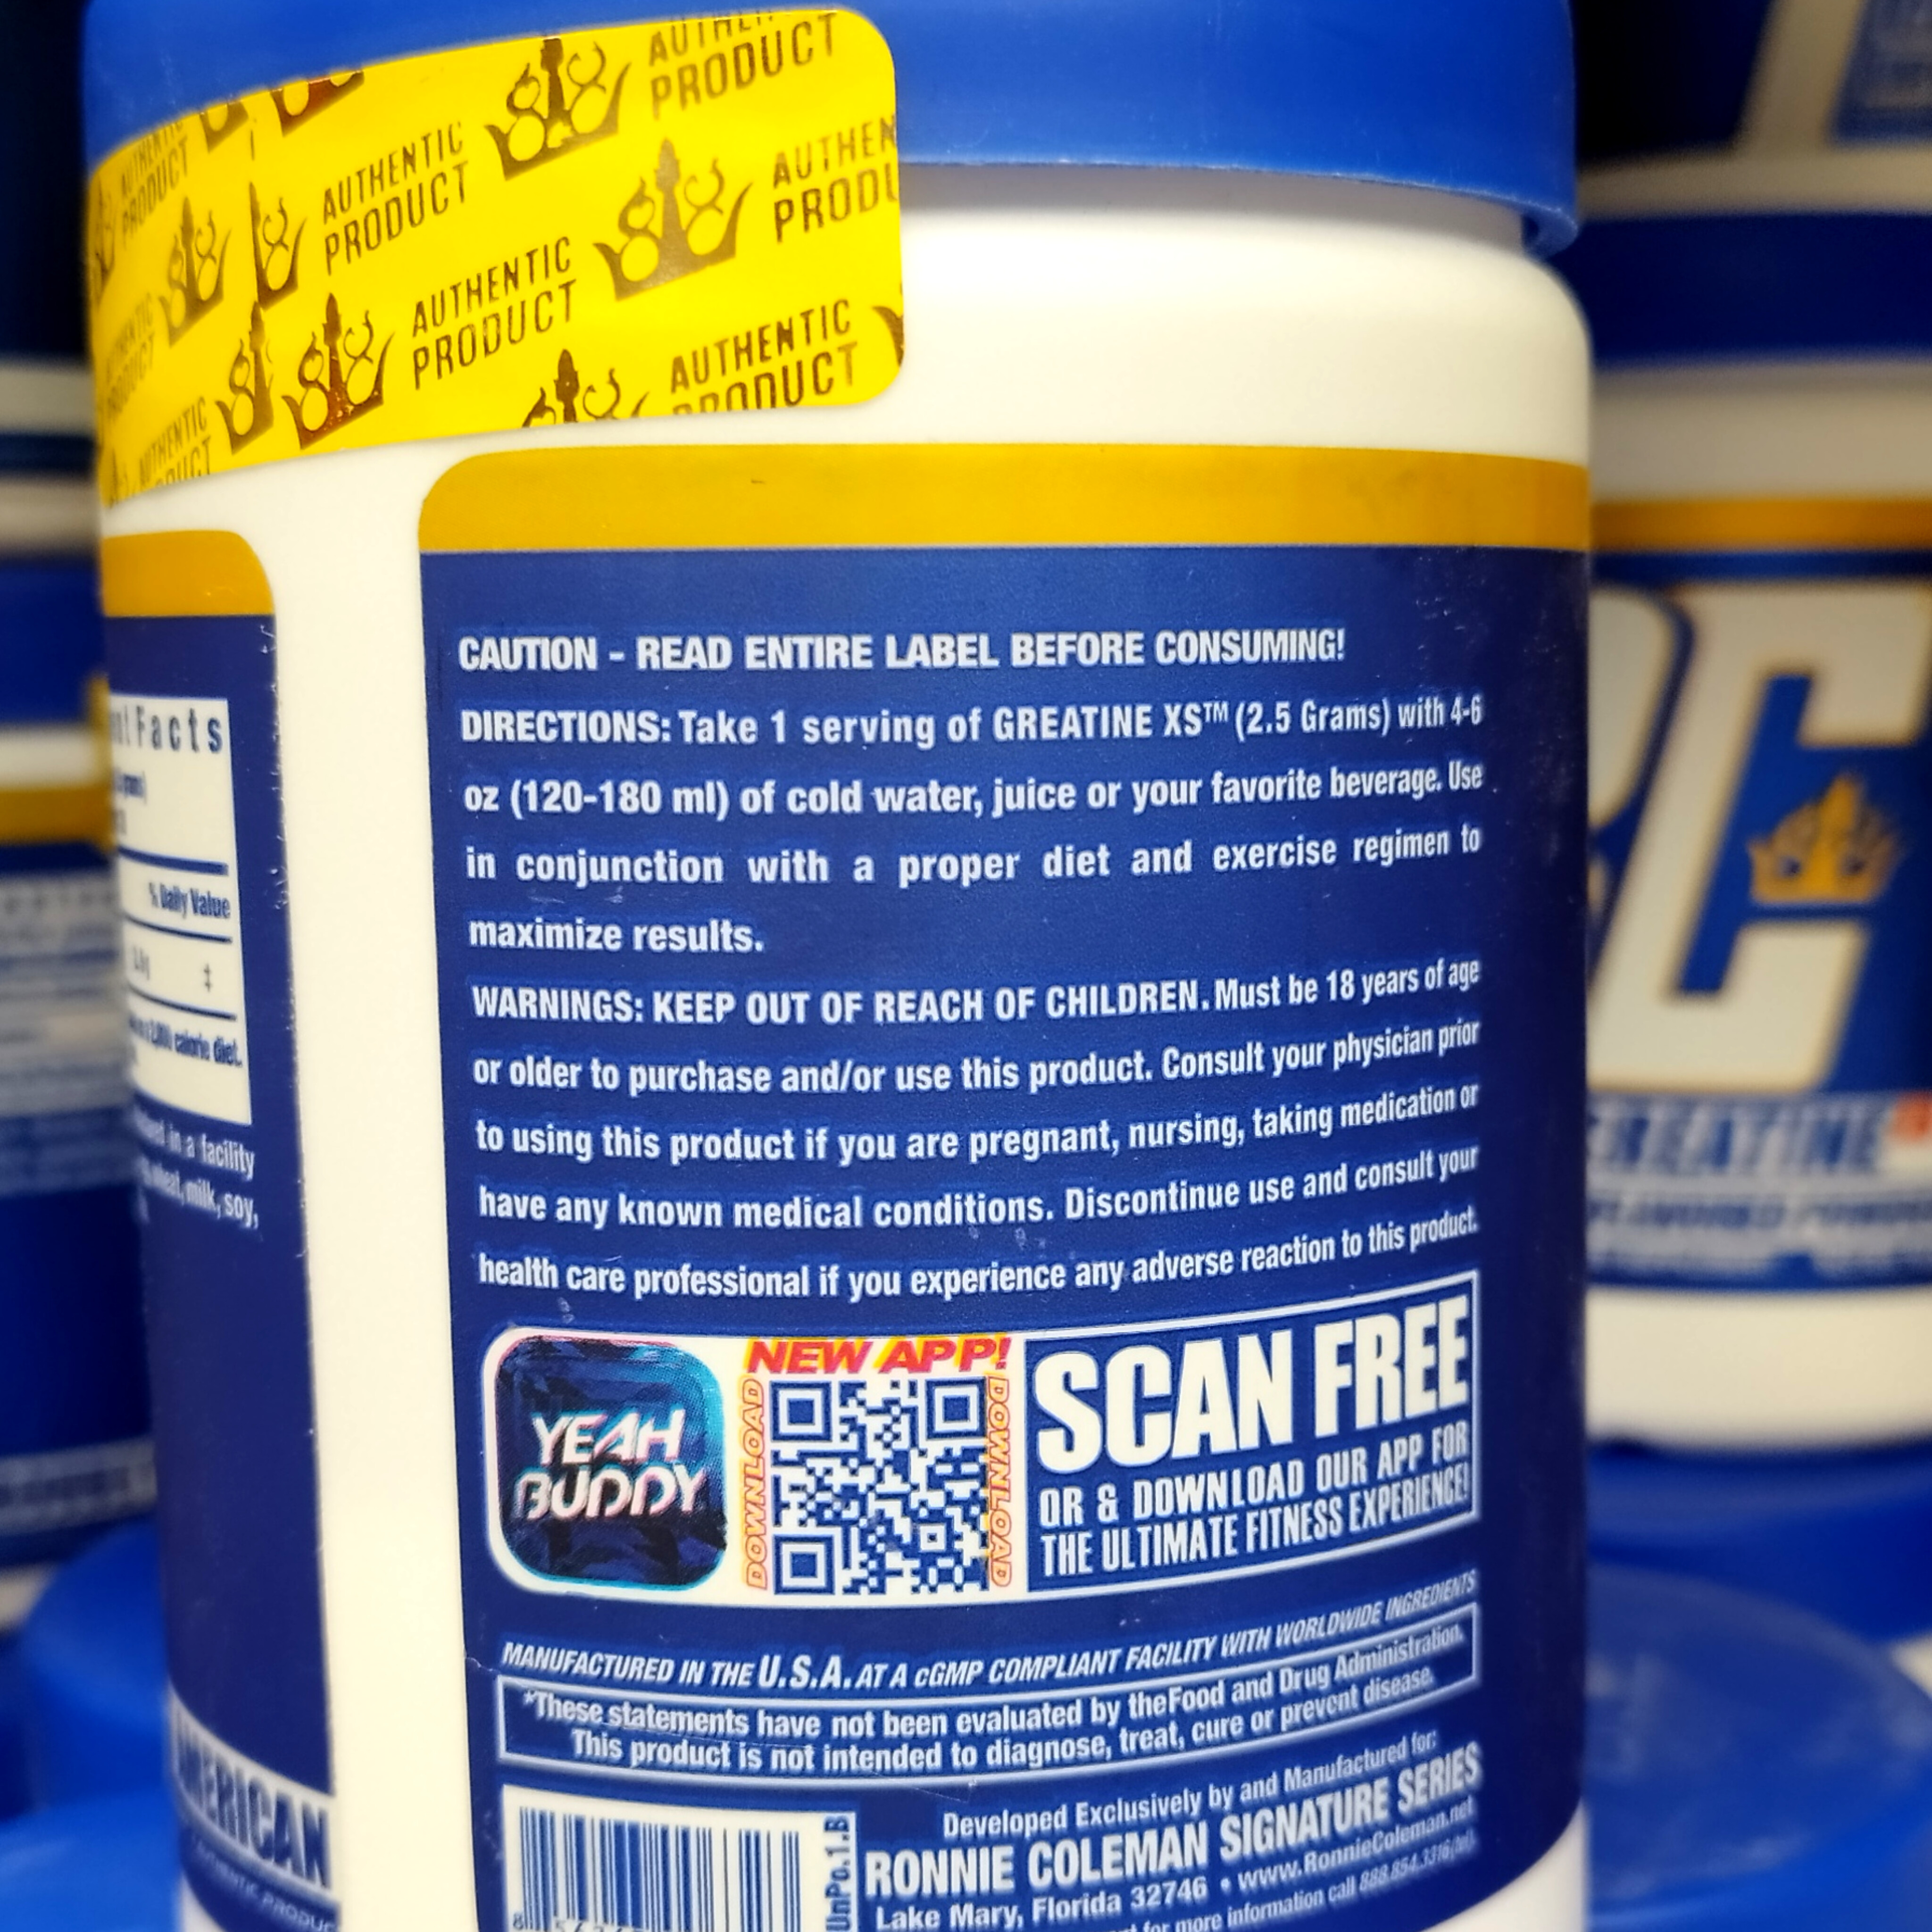 AUTHENTIC
PRODUCT
AUTHENTIC
PRODUCT
AUTHENTIC
PRODUCT
AUTHENTIC
PRODUCT
Facts
% Daily Value
‡
calorie diet.
in a facility
milk, soy,
CAUTION - READ ENTIRE LABEL BEFORE CONSUMING!
DIRECTIONS: Take 1 serving of GREATINE XS™ (2.5 Grams) with 4-6
oz (120-180 ml) of cold water, juice or your favorite beverage. Use
in conjunction with a proper diet and exercise regimen to
maximize results.
WARNINGS: KEEP OUT OF REACH OF CHILDREN. Must be 18 years of age
or older to purchase and/or use this product. Consult your physician prior
to using this product if you are pregnant, nursing, taking medication or
have any known medical conditions. Discontinue use and consult your
health care professional if you experience any adverse reaction to this product.
YEAH
BUDDY
NEW APP!
DOWNLOAD
DOWNLOAD
SCAN FREE
QR & DOWNLOAD OUR APP FOR
THE ULTIMATE FITNESS EXPERIENCE!
MANUFACTURED IN THE U.S.A. AT A cGMP COMPLIANT FACILITY WITH WORLDWIDE INGREDIENTS
*These statements have not been evaluated by theFood and Drug Administration.
This product is not intended to diagnose, treat, cure or prevent disease.
UnPo.1.B
Developed Exclusively by and Manufactured for:
RONNIE COLEMAN SIGNATURE SERIES
Lake Mary, Florida 32746 • www.RonnieColeman.net
for more information call 888.854.3316